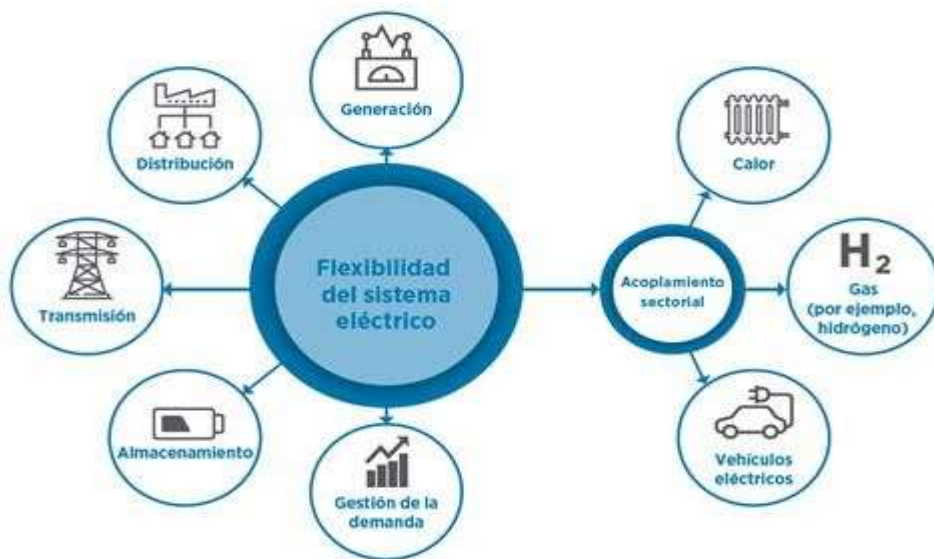 Generación
Distribución
Transmisión
Almacenamiento
Gestión de la
demanda
Flexibilidad
del sistema
eléctrico
Acoplamiento
sectorial
Calor
H₂
Gas
(por ejemplo,
hidrógeno)
Vehículos
eléctricos